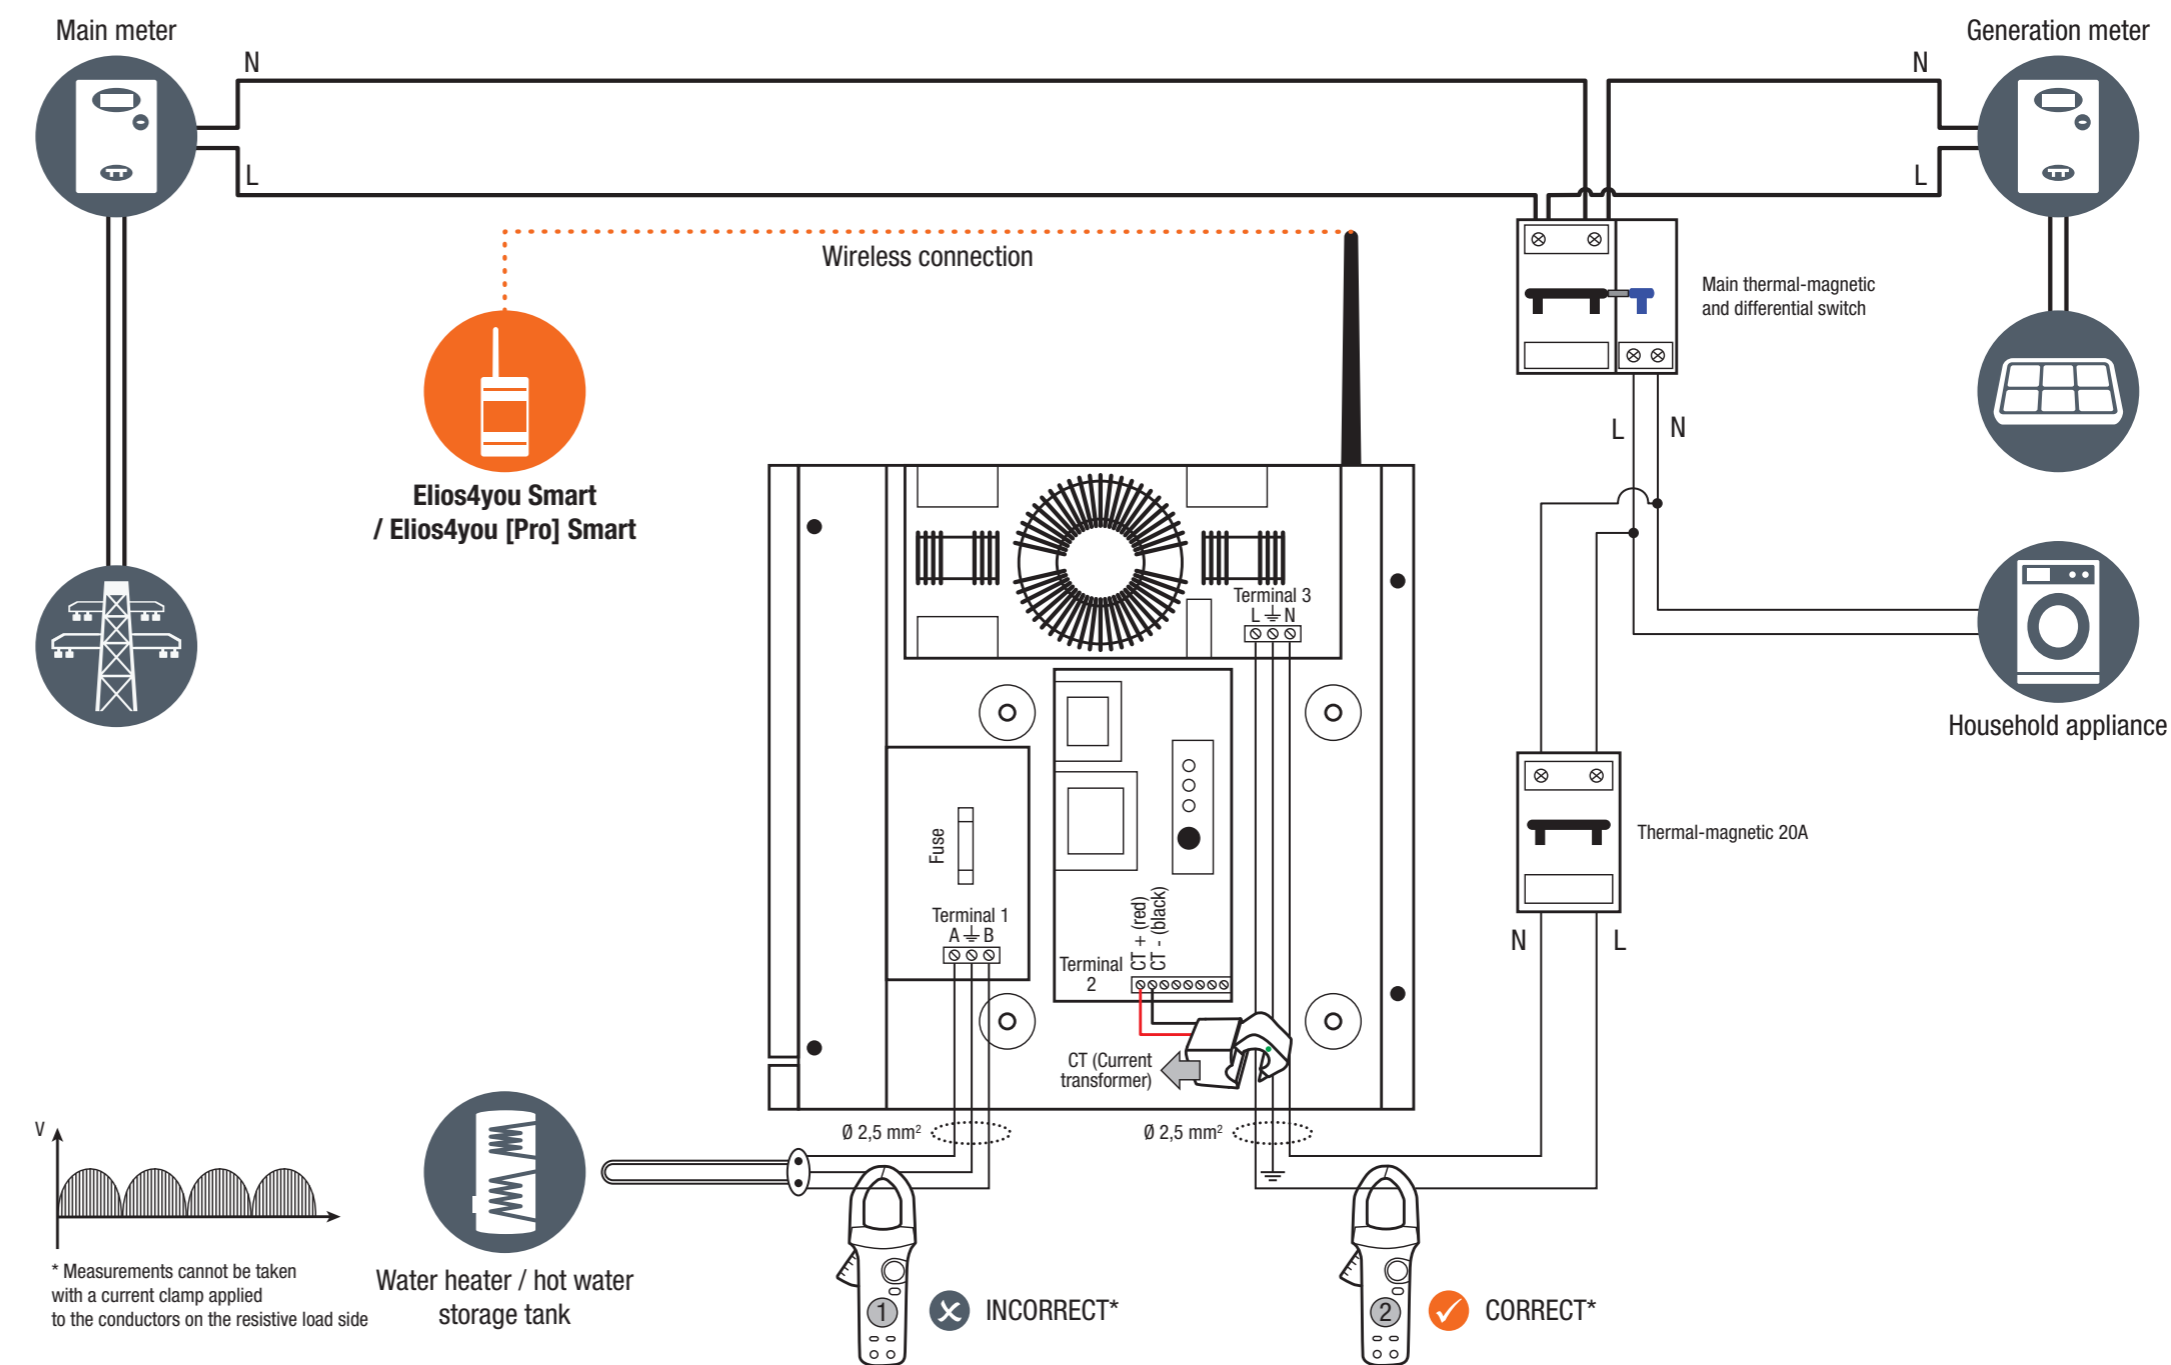 Main meter
Generation meter
N
N
L
L
Wireless connection
Main thermal-magnetic
and differential switch
L
N
Elios4you Smart
/ Elios4you [Pro] Smart
Terminal 3
L ⏚ N
Household appliance
Fuse
Thermal-magnetic 20A
Terminal 1
A ⏚ B
CT + (red)
CT - (black)
Terminal
2
N
L
CT (Current
transformer)
Ø 2,5 mm²
Ø 2,5 mm²
V
* Measurements cannot be taken
with a current clamp applied
to the conductors on the resistive load side
Water heater / hot water
storage tank
1
INCORRECT*
2
CORRECT*